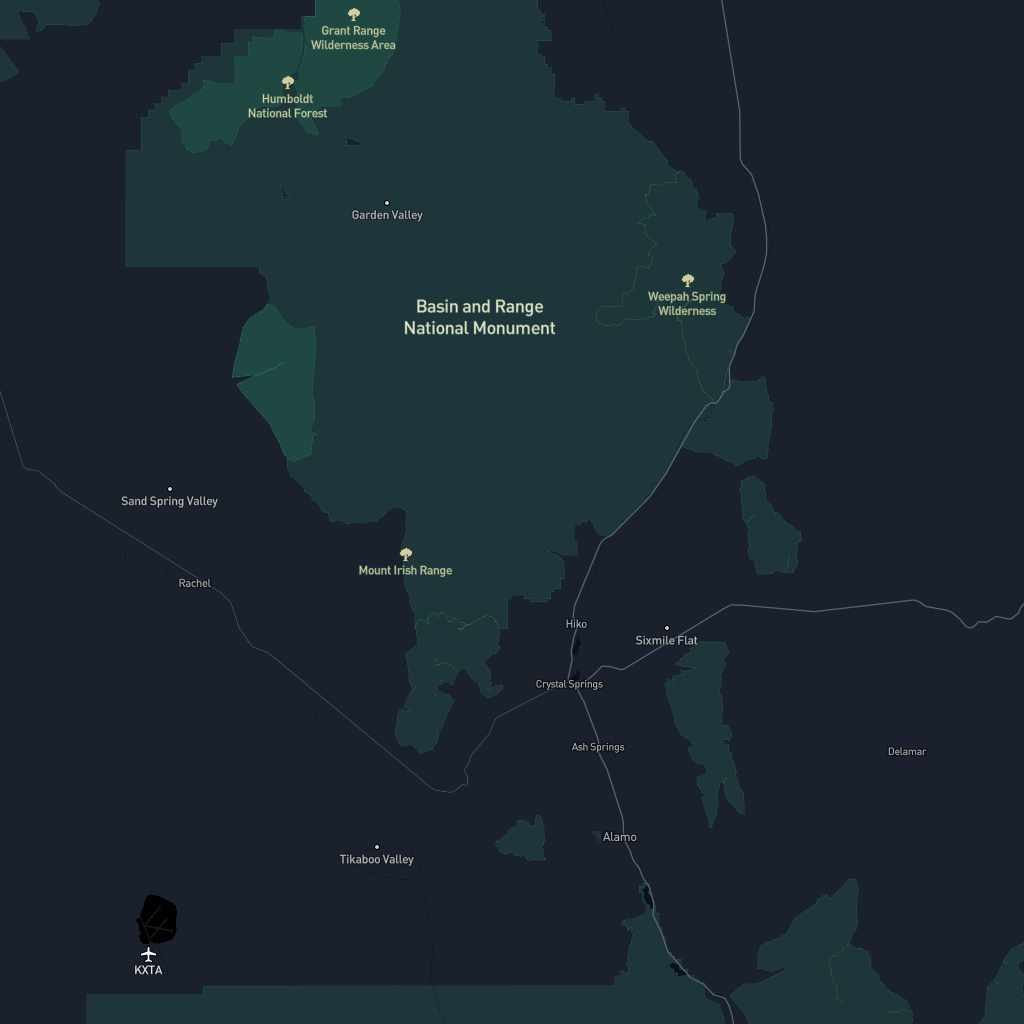 Grant Range
Wilderness Area
Humboldt
National Forest
Garden Valley
Weepah Spring
Wilderness
Basin and Range
National Monument
Sand Spring Valley
Mount Irish Range
Rachel
Hiko
Sixmile Flat
Crystal Springs
Ash Springs
Delamar
Alamo
Tikaboo Valley
KXTA